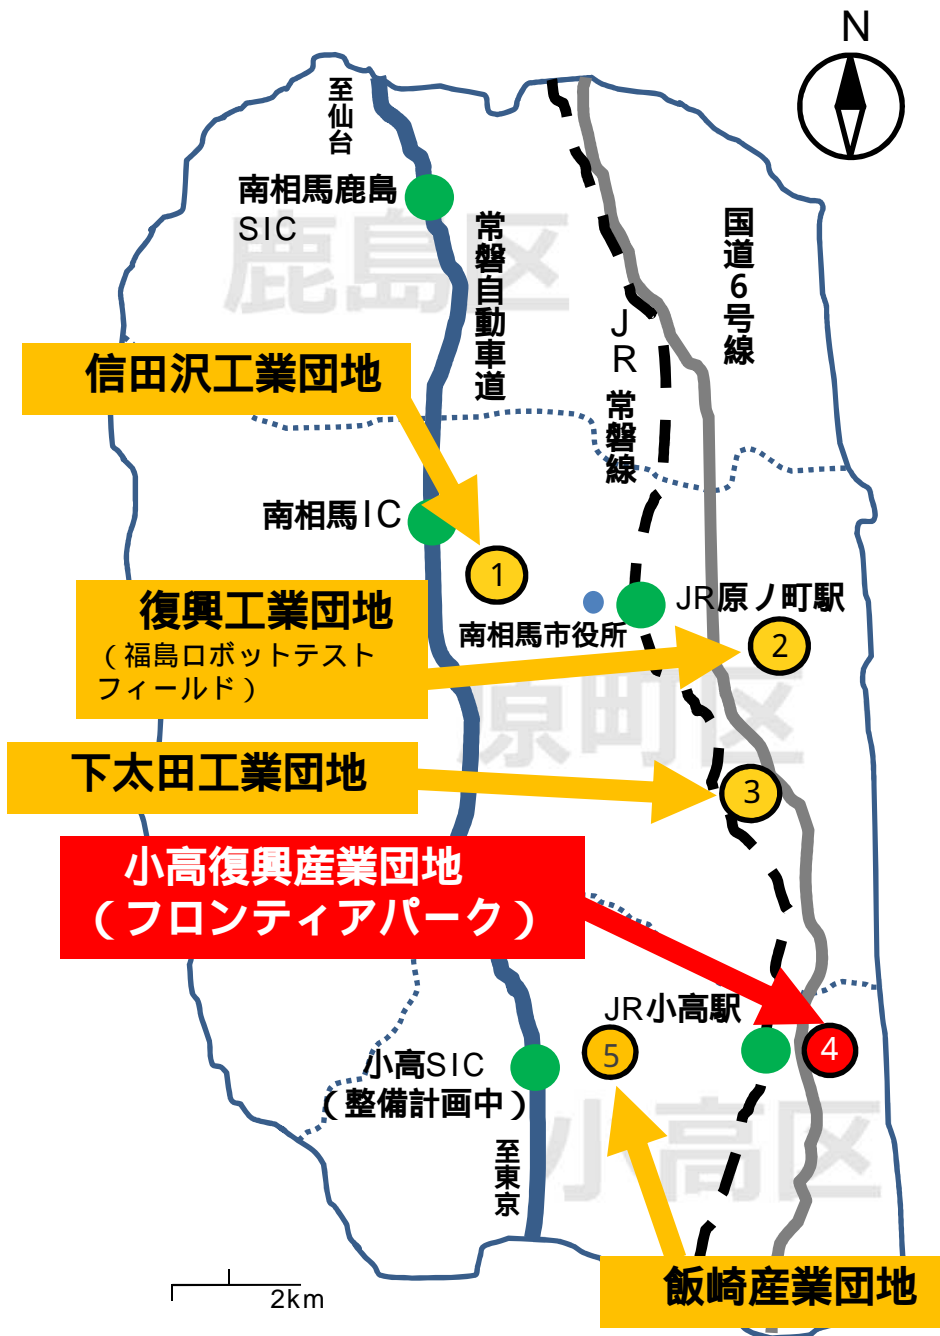 N
至仙台
南相馬鹿島
SIC
鹿島区
常磐自動車道
国道6号線
JR常磐線
信田沢工業団地
南相馬IC
1
復興工業団地
（福島ロボットテスト
フィールド）
JR原ノ町駅
南相馬市役所
2
原町区
下太田工業団地
3
小高復興産業団地
（フロンティアパーク）
JR小高駅
4
5
小高SIC
（整備計画中）
小高区
至東京
飯崎産業団地
2km